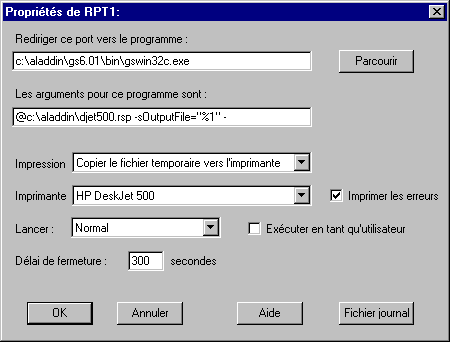 Propriétés de RPT1:
Rediriger ce port vers le programme :
c:\aladdin\gs6.01\bin\gswin32c.exe
Parcourir
Les arguments pour ce programme sont :
@c:\aladdin\djet500.rsp -sOutputFile="%1" -
Impression Copier le fichier temporaire vers l'imprimante
Imprimante HP DeskJet 500 Imprimer les erreurs
Lancer : Normal Exécuter en tant qu'utilisateur
Délai de fermeture : 300 secondes
OK Annuler Aide Fichier journal